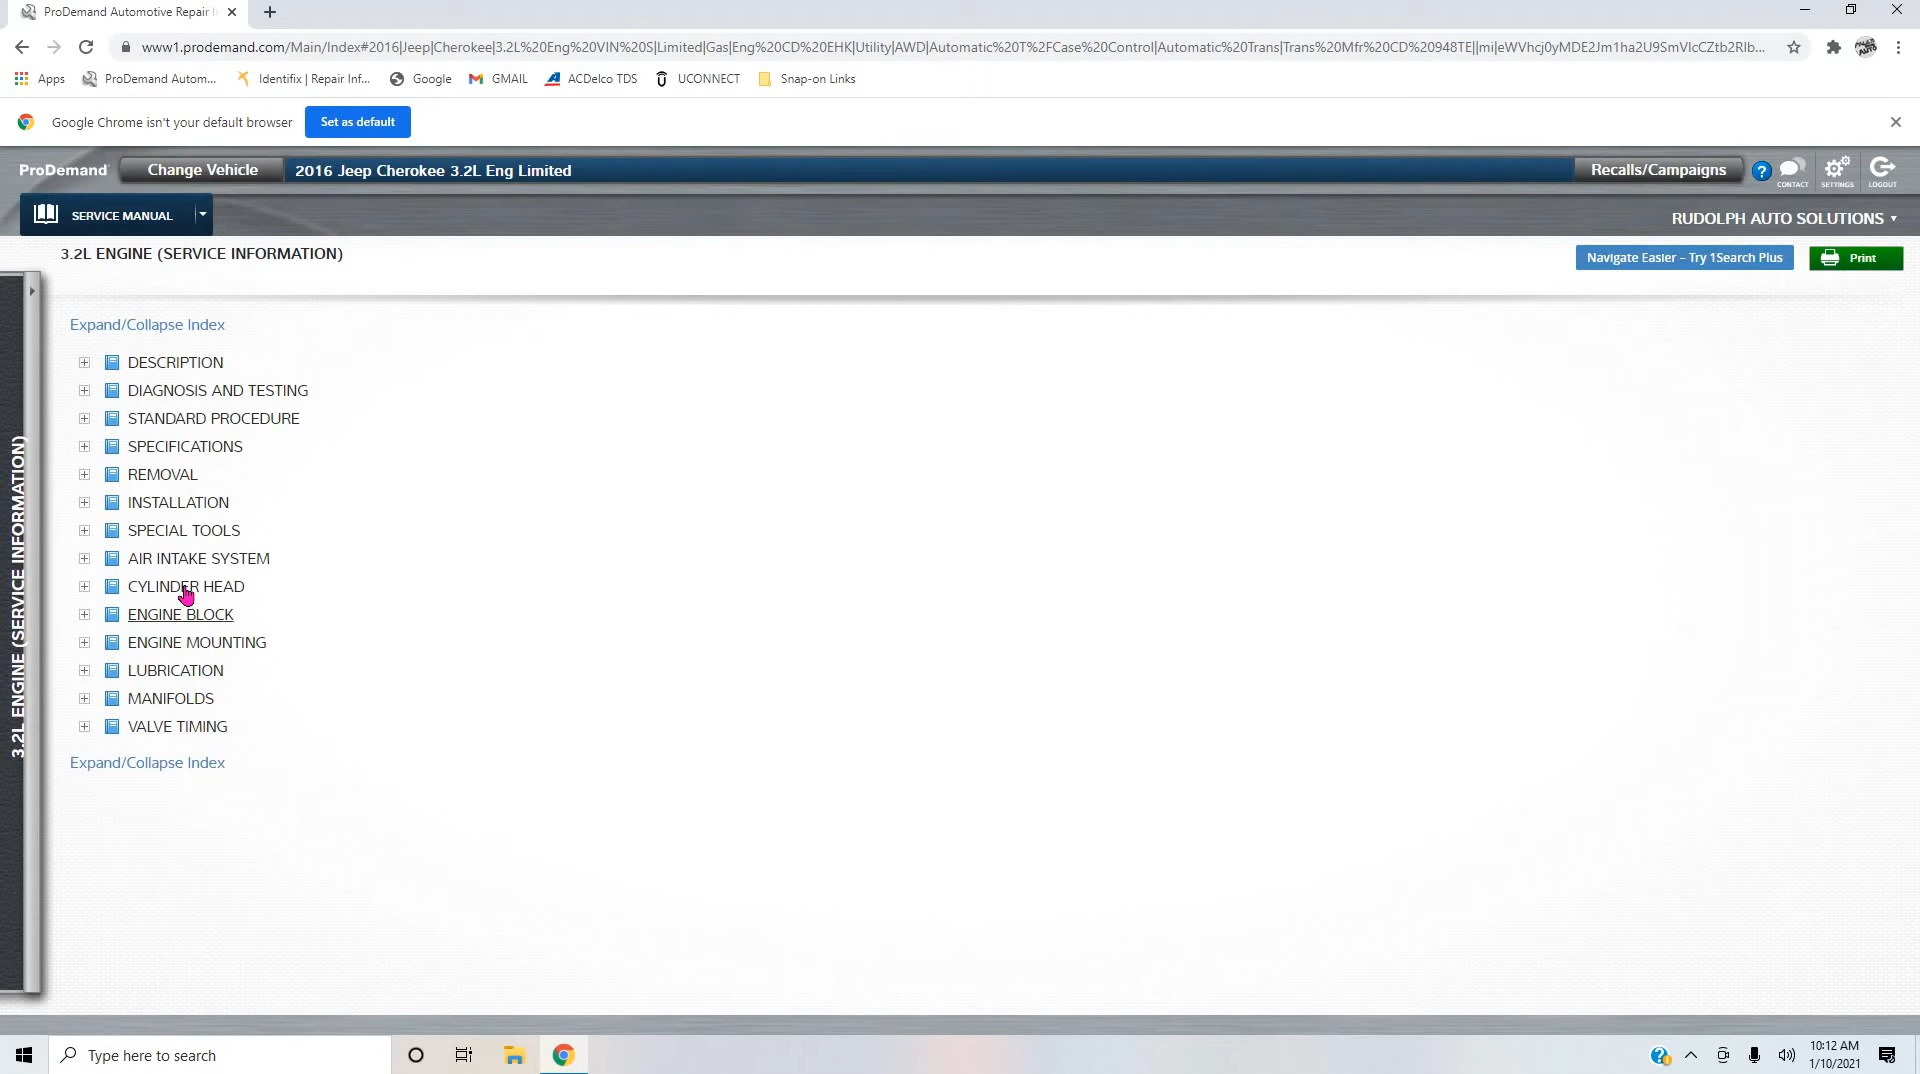 ProDemand Automotive Repair I
www1.prodemand.com/Main/Index#2016|Jeep|Cherokee|3.2L%20Eng%20VIN%20S|Limited|Gas|Eng%20CD%20EHK|Utility|AWD|Automatic%20T%2FCase%20Control|Automatic%20Trans|Trans%20Mfr%20CD%20948TE||mi|
Apps ProDemand Autom... Identifix | Repair Inf... Google GMAIL ACDelco TDS UCONNECT Snap-on Links
Google Chrome isn't your default browser Set as default
ProDemand Change Vehicle 2016 Jeep Cherokee 3.2L Eng Limited Recalls/Campaigns ? CONTACT SETTINGS LOGOUT
SERVICE MANUAL RUDOLPH AUTO SOLUTIONS
3.2L ENGINE (SERVICE INFORMATION) Navigate Easier – Try 1Search Plus Print
Expand/Collapse Index
DESCRIPTION
DIAGNOSIS AND TESTING
STANDARD PROCEDURE
SPECIFICATIONS
REMOVAL
INSTALLATION
SPECIAL TOOLS
AIR INTAKE SYSTEM
CYLINDER HEAD
ENGINE BLOCK
ENGINE MOUNTING
LUBRICATION
MANIFOLDS
VALVE TIMING
Expand/Collapse Index
3.2L ENGINE (SERVICE INFORMATION)
Type here to search
10:12 AM
1/10/2021